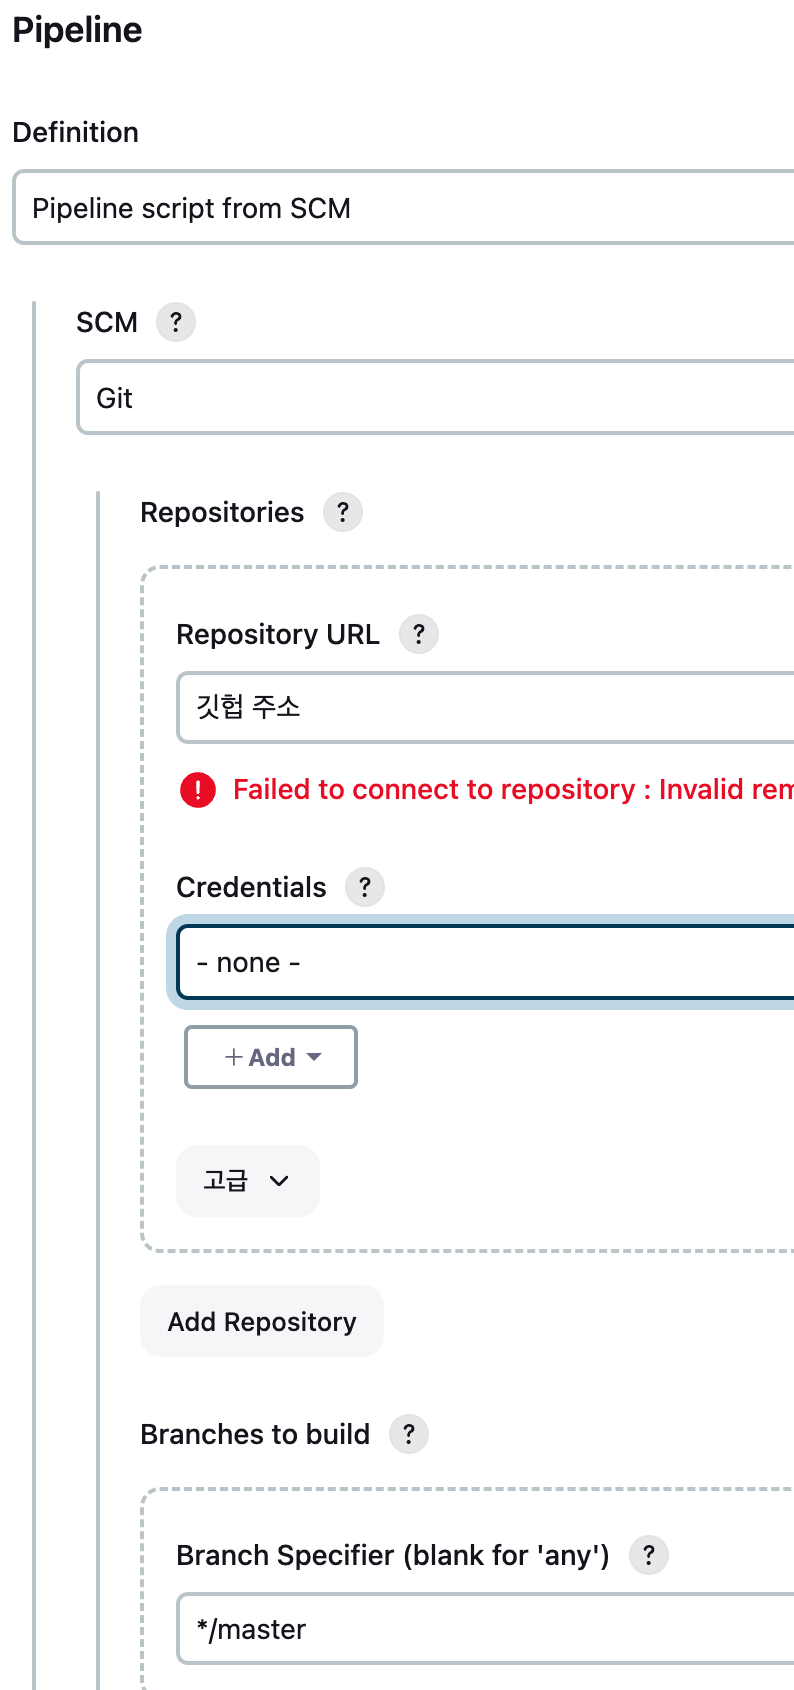 Pipeline
Definition
Pipeline script from SCM
SCM ?
Git
Repositories ?
Repository URL ?
깃헙 주소
! Failed to connect to repository : Invalid rem
Credentials ?
- none -
+ Add
고급
Add Repository
Branches to build ?
Branch Specifier (blank for 'any') ?
*/master